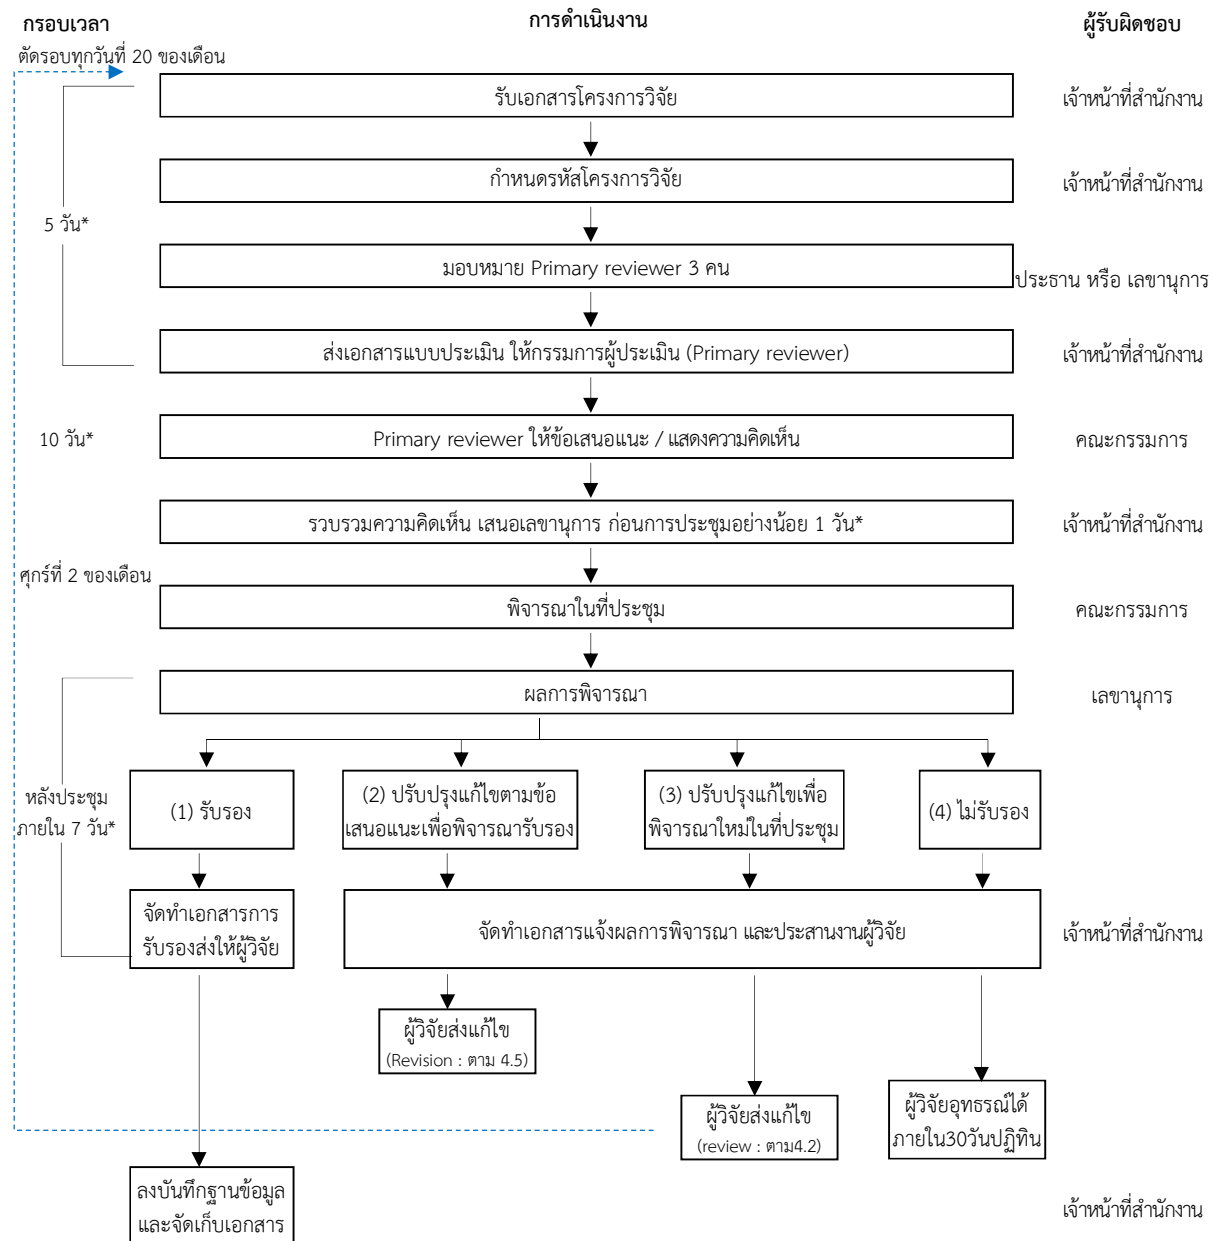 กรอบเวลา
การดำเนินงาน
ผู้รับผิดชอบ
ตัดรอบทุกวันที่ 20 ของเดือน
รับเอกสารโครงการวิจัย
เจ้าหน้าที่สำนักงาน
กำหนดรหัสโครงการวิจัย
เจ้าหน้าที่สำนักงาน
5 วัน*
มอบหมาย Primary reviewer 3 คน
ประธาน หรือ เลขานุการ
ส่งเอกสารแบบประเมิน ให้กรรมการผู้ประเมิน (Primary reviewer)
เจ้าหน้าที่สำนักงาน
10 วัน*
Primary reviewer ให้ข้อเสนอแนะ / แสดงความคิดเห็น
คณะกรรมการ
รวบรวมความคิดเห็น เสนอเลขานุการ ก่อนการประชุมอย่างน้อย 1 วัน*
เจ้าหน้าที่สำนักงาน
ศุกร์ที่ 2 ของเดือน
พิจารณาในที่ประชุม
คณะกรรมการ
ผลการพิจารณา
เลขานุการ
หลังประชุม
ภายใน 7 วัน*
(1) รับรอง
(2) ปรับปรุงแก้ไขตามข้อ
เสนอแนะเพื่อพิจารณารับรอง
(3) ปรับปรุงแก้ไขเพื่อ
พิจารณาใหม่ในที่ประชุม
(4) ไม่รับรอง
จัดทำเอกสารการ
รับรองส่งให้ผู้วิจัย
จัดทำเอกสารแจ้งผลการพิจารณา และประสานงานผู้วิจัย
เจ้าหน้าที่สำนักงาน
ผู้วิจัยส่งแก้ไข
(Revision : ตาม 4.5)
ผู้วิจัยส่งแก้ไข
(review : ตาม4.2)
ผู้วิจัยอุทธรณ์ได้
ภายใน30วันปฏิทิน
ลงบันทึกฐานข้อมูล
และจัดเก็บเอกสาร
เจ้าหน้าที่สำนักงาน